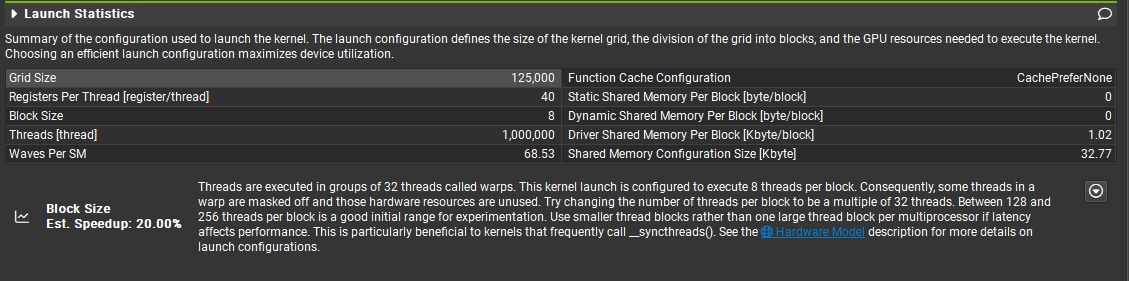 Launch Statistics
Summary of the configuration used to launch the kernel. The launch configuration defines the size of the kernel grid, the division of the grid into blocks, and the GPU resources needed to execute the kernel.
Choosing an efficient launch configuration maximizes device utilization.
Grid Size 125,000 Function Cache Configuration CachePreferNone
Registers Per Thread [register/thread] 40 Static Shared Memory Per Block [byte/block] 0
Block Size 8 Dynamic Shared Memory Per Block [byte/block] 0
Threads [thread] 1,000,000 Driver Shared Memory Per Block [Kbyte/block] 1.02
Waves Per SM 68.53 Shared Memory Configuration Size [Kbyte] 32.77
Block Size
Est. Speedup: 20.00%
Threads are executed in groups of 32 threads called warps. This kernel launch is configured to execute 8 threads per block. Consequently, some threads in a
warp are masked off and those hardware resources are unused. Try changing the number of threads per block to be a multiple of 32 threads. Between 128 and
256 threads per block is a good initial range for experimentation. Use smaller thread blocks rather than one large thread block per multiprocessor if latency
affects performance. This is particularly beneficial to kernels that frequently call __syncthreads(). See the Hardware Model description for more details on
launch configurations.